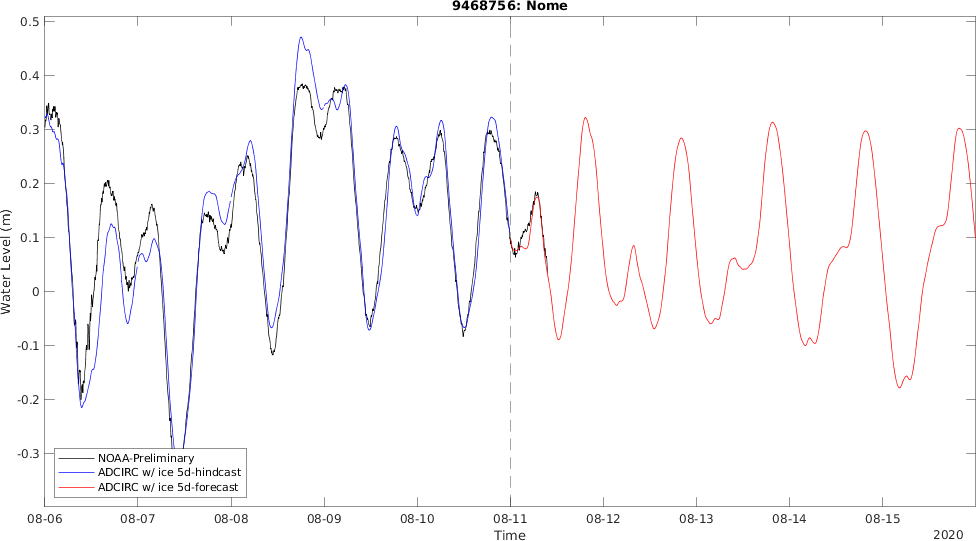 9468756: Nome
0.5
0.4
0.3
0.2
0.1
0
-0.1
-0.2
-0.3
Water Level (m)
NOAA-Preliminary
ADCIRC w/ ice 5d-hindcast
ADCIRC w/ ice 5d-forecast
08-06 08-07 08-08 08-09 08-10 08-11 08-12 08-13 08-14 08-15
Time
2020